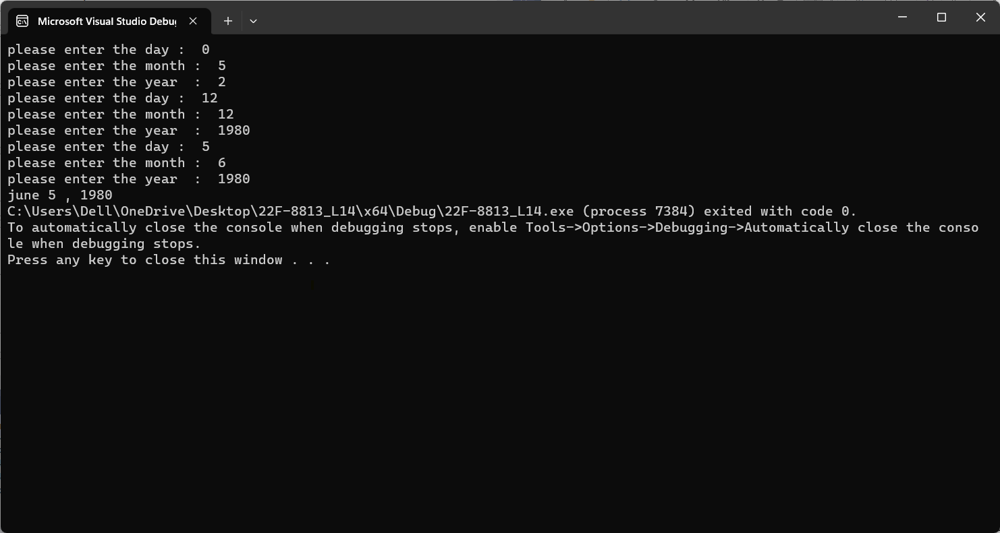 Microsoft Visual Studio Debug
please enter the day :  0
please enter the month :  5
please enter the year  :  2
please enter the day :  12
please enter the month :  12
please enter the year  :  1980
please enter the day :  5
please enter the month :  6
please enter the year  :  1980
june 5 , 1980
C:\Users\Dell\OneDrive\Desktop\22F-8813_L14\x64\Debug\22F-8813_L14.exe (process 7384) exited with code 0.
To automatically close the console when debugging stops, enable Tools->Options->Debugging->Automatically close the conso
le when debugging stops.
Press any key to close this window . . .